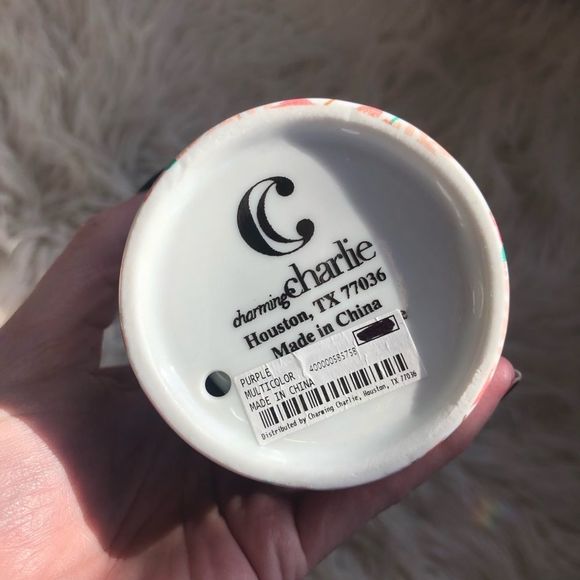 C
charming charlie
Houston, TX 77036
Made in China
PURPLE
MULTICOLOR 400000585758
MADE IN CHINA
Distributed by Charming Charlie, Houston, TX 77036